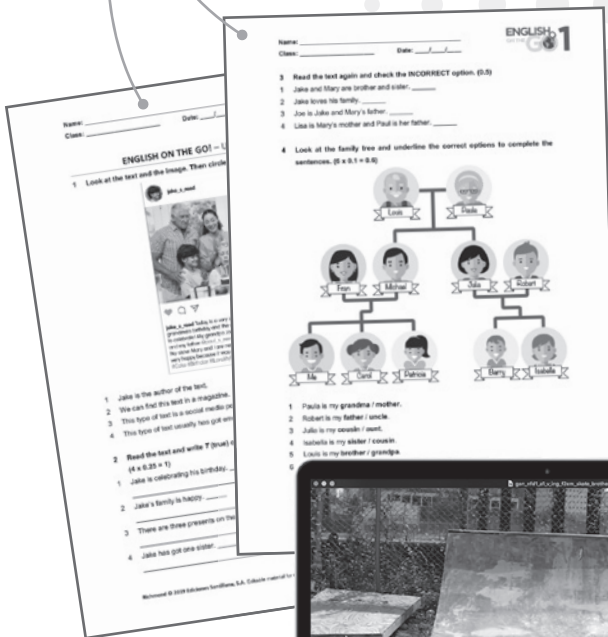 Name:
Class:
Date: __/__/__
ENGLISH
GO 1
3 Read the text again and check the INCORRECT option. (0.5)
1 Jake and Mary are brother and sister. ______
2 Jake loves his family. ______
3 Joe is Jake and Mary's father. ______
4 Lisa is Mary's mother and Paul is her father. ______
4 Look at the family tree and underline the correct options to complete the
sentences. (6 x 0.1 = 0.6)
Louis
Paula
Fran
Michael
Julia
Robert
Me
Carol
Patricia
Barry
Isabella
1 Paula is my grandma / mother.
2 Robert is my father / uncle.
3 Julia is my cousin / aunt.
4 Isabella is my sister / cousin.
5 Louis is my brother / grandpa.
6
Name:
Class:
Date:
ENGLISH ON THE GO! –
1 Look at the text and the image. Then circle
jake_s_read
1 Jake is the author of the text.
2 We can find this text in a magazine.
3 This type of text is a social media
4 This type of text usually has got
2 Read the text and write T (true)
(4 x 0.25 = 1)
1 Jake is celebrating his birthday.
2 Jake's family is happy. ______
3 There are three presents on
4 Jake has got one sister.